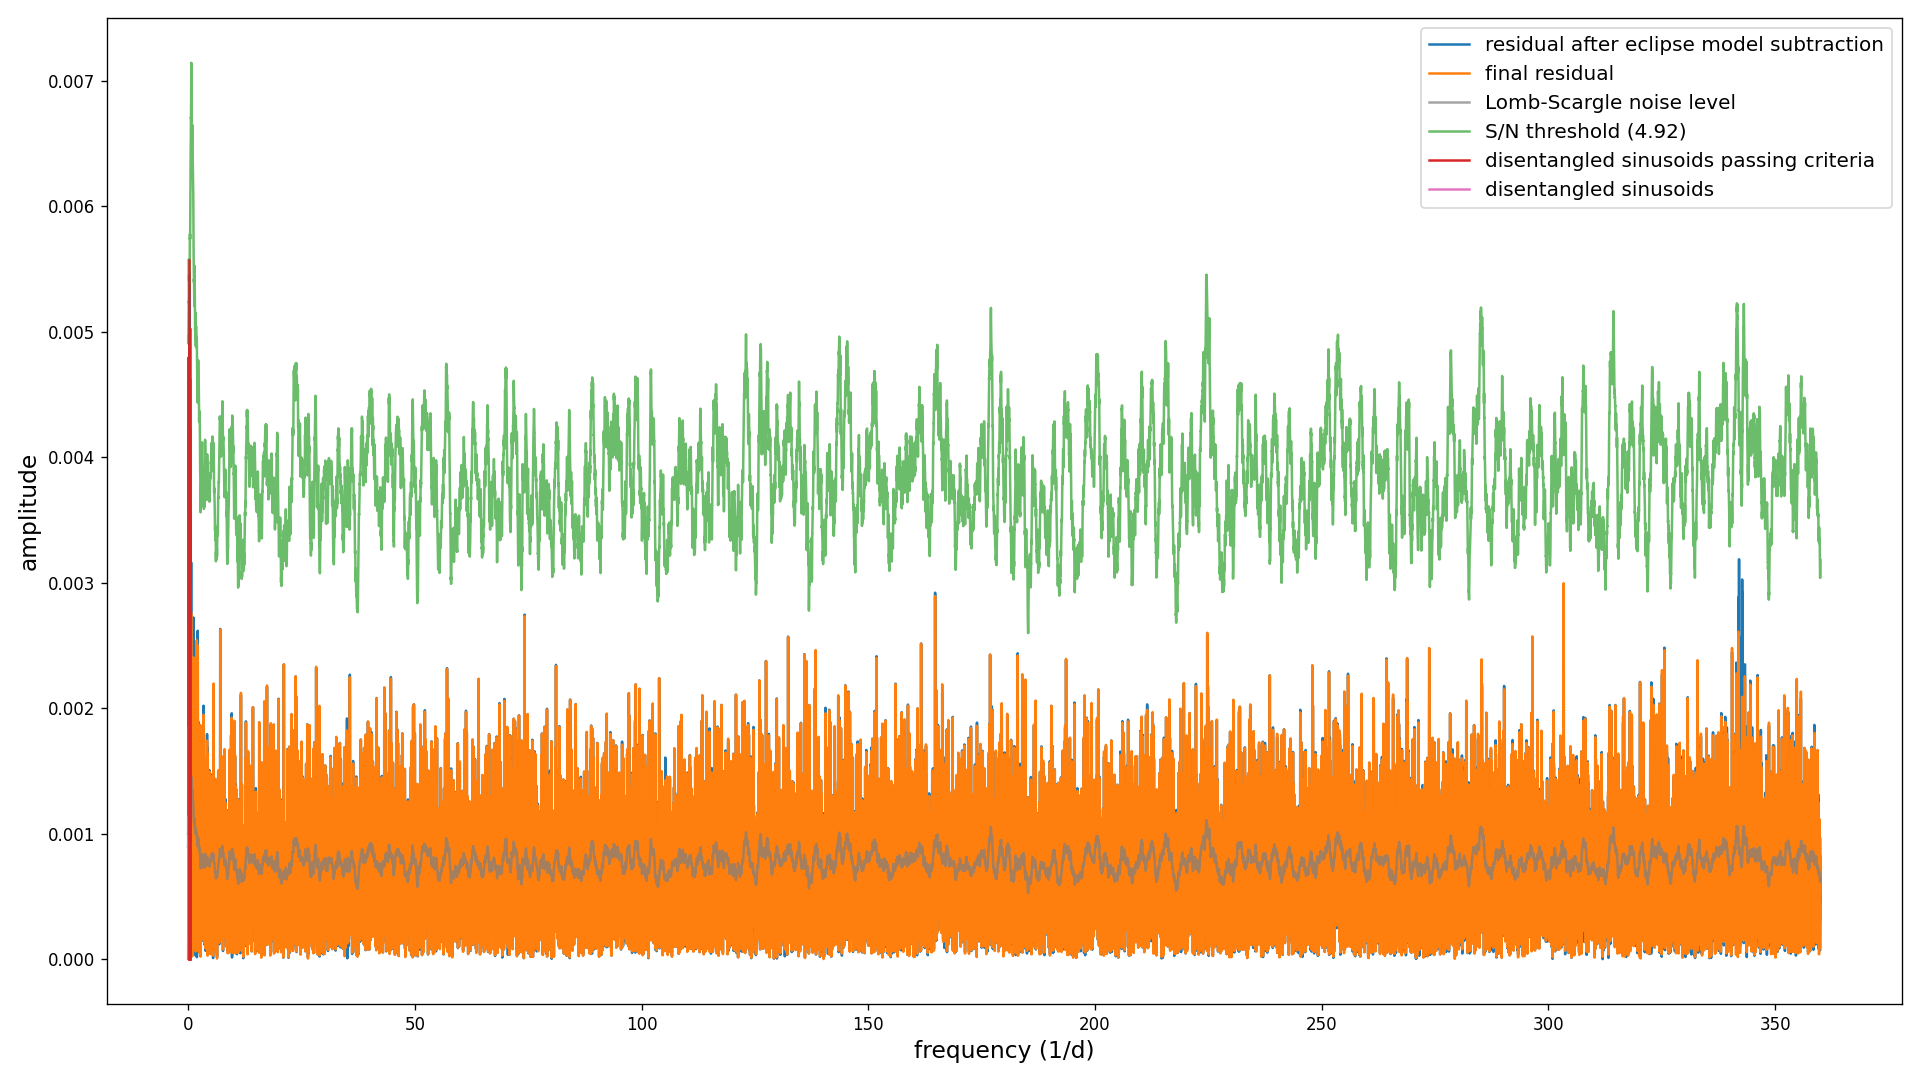 residual after eclipse model subtraction
final residual
Lomb-Scargle noise level
S/N threshold (4.92)
disentangled sinusoids passing criteria
disentangled sinusoids
0.007
0.006
0.005
0.004
0.003
0.002
0.001
0.000
amplitude
0 50 100 150 200 250 300 350
frequency (1/d)